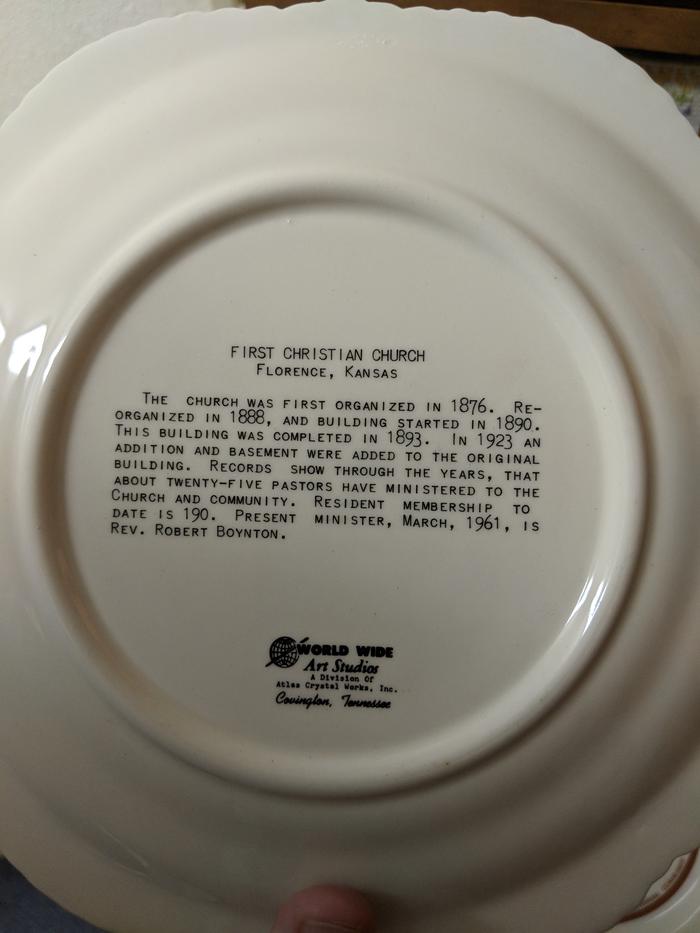 FIRST CHRISTIAN CHURCH
FLORENCE, KANSAS
THE CHURCH WAS FIRST ORGANIZED IN 1876. RE-
ORGANIZED IN 1888, AND BUILDING STARTED IN 1890.
THIS BUILDING WAS COMPLETED IN 1893. IN 1923 AN
ADDITION AND BASEMENT WERE ADDED TO THE ORIGINAL
BUILDING. RECORDS SHOW THROUGH THE YEARS, THAT
ABOUT TWENTY-FIVE PASTORS HAVE MINISTERED TO THE
CHURCH AND COMMUNITY. RESIDENT MEMBERSHIP TO
DATE IS 190. PRESENT MINISTER, MARCH, 1961, IS
REV. ROBERT BOYNTON.
WORLD WIDE
Art Studios
A Division Of
Atlas Crystal Works, Inc.
Covington, Tennessee